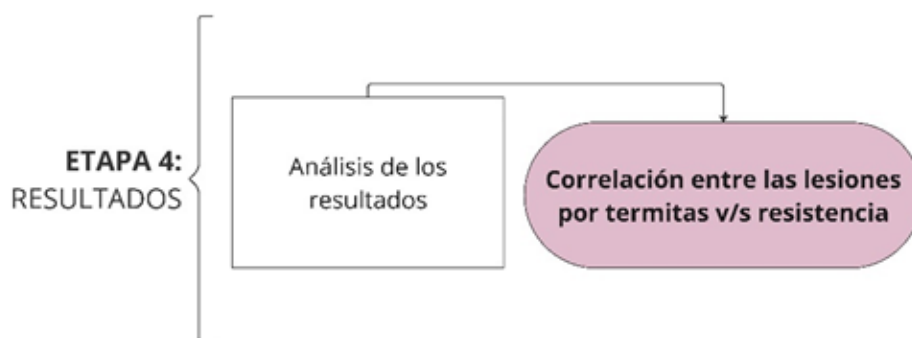 ETAPA 4:
RESULTADOS
Análisis de los
resultados
Correlación entre las lesiones
por termitas v/s resistencia